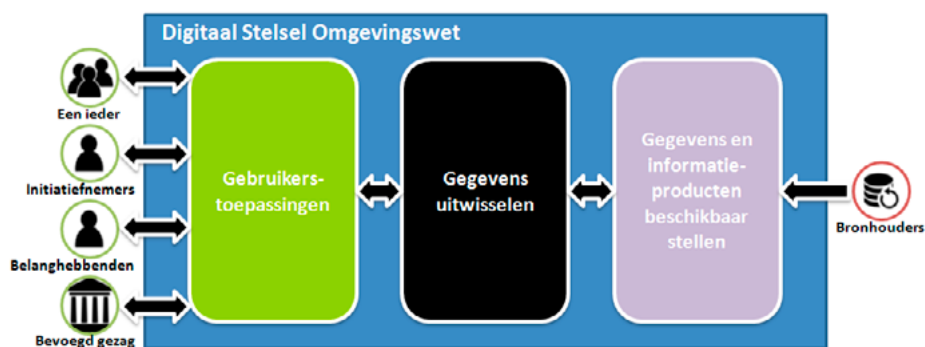 Digitaal Stelsel Omgevingswet
Een ieder
Initiatiefnemers
Belanghebbenden
Bevoegd gezag
Gebruikers-
toepassingen
Gegevens
uitwisselen
Gegevens en
informatie-
producten
beschikbaar
stellen
Bronhouders